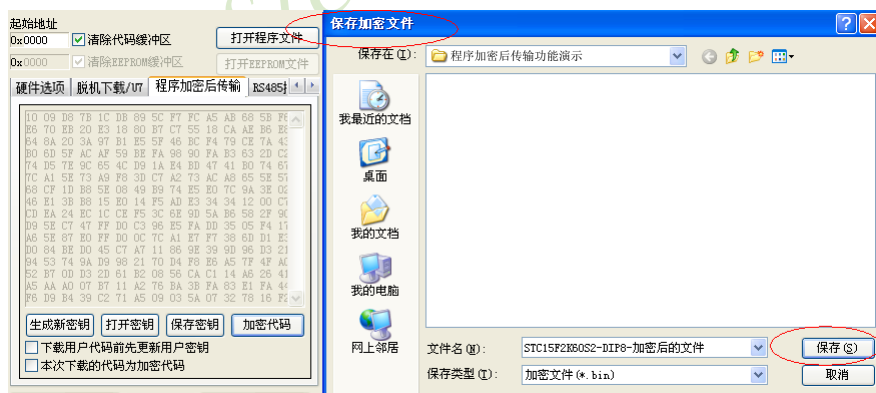 起始地址
0x0000 清除代码缓冲区 打开程序文件
0x0000 清除EEPROM缓冲区 打开EEPROM文件
硬件选项 脱机下载/U7 程序加密后传输
10 09 D8 7B 1C DB 89 5C F7 FC A5 AB 68 5B
E6 70 EB 20 E3 18 80 B7 C7 55 18 CA AE B6
64 8A 20 3A 97 B1 E5 5F 46 BC F4 79 CE 7A
B0 6D 5F AC AF 59 BE FA 98 90 FA B3 63 2D
74 D5 7E 9C 65 4C D9 1A E4 BD 47 41 B0 74
7C A1 5E 73 A9 F8 3D C7 A2 73 AC A8 65 5E
68 CF 1D B8 5E 08 49 B9 74 E5 E0 7C 9A 3E
46 E1 3B B8 15 E0 14 F5 AD E3 34 34 12 00
CD EA 24 EC 1C CE F5 3C 6E 9D 5A B6 58 2F
D9 5E C7 47 FF D0 C3 96 E5 FA DD 35 05 F4
A6 5E 87 E0 FF D0 0C 7C A1 E7 F7 38 6D D1
D0 84 BE D0 45 C7 A7 11 86 9E 39 9D 96 D3
94 53 74 9A D9 98 21 70 D4 F8 E6 A5 7F 4F
52 B7 0D D3 2D 61 B2 08 56 CA C1 14 A6 26
A5 AA A0 07 B7 11 A2 76 BA 3B FA 83 E1 FA
F6 D9 B4 39 C2 71 A5 09 03 5A 07 32 78 16
生成新密钥 打开密钥 保存密钥 加密代码
下载用户代码前先更新用户密钥
本次下载的代码为加密代码
保存加密文件
保存在(I): 程序加密后传输功能演示
我最近的文档
桌面
我的文档
我的电脑
网上邻居
文件名(N): STC15F2K60S2-DIP8-加密后的文件 保存(S)
保存类型(T): 加密文件(*.bin) 取消